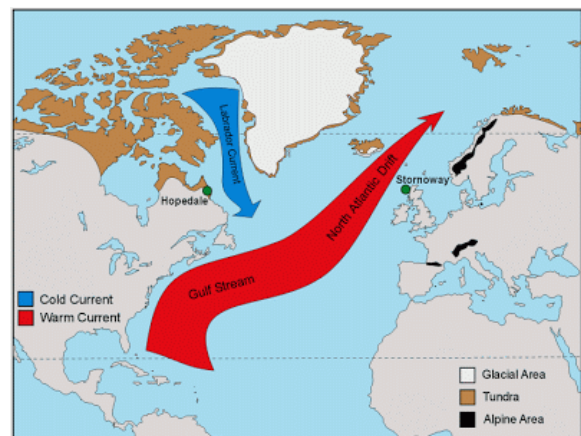 Labrador Current
Hopedale
Stornoway
North Atlantic Drift
Gulf Stream
Cold Current
Warm Current
Glacial Area
Tundra
Alpine Area